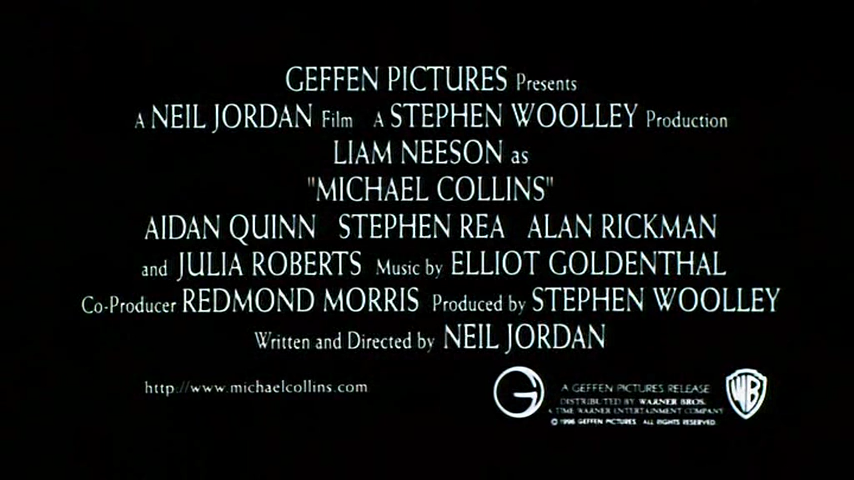 GEFFEN PICTURES Presents
A NEIL JORDAN Film A STEPHEN WOOLLEY Production
LIAM NEESON as
"MICHAEL COLLINS"
AIDAN QUINN STEPHEN REA ALAN RICKMAN
and JULIA ROBERTS Music by ELLIOT GOLDENTHAL
Co-Producer REDMOND MORRIS Produced by STEPHEN WOOLLEY
Written and Directed by NEIL JORDAN
http://www.michaelcollins.com
G
A GEFFEN PICTURES RELEASE
DISTRIBUTED BY WARNER BROS.
A TIME WARNER ENTERTAINMENT COMPANY
© 1996 GEFFEN PICTURES ALL RIGHTS RESERVED.
WB